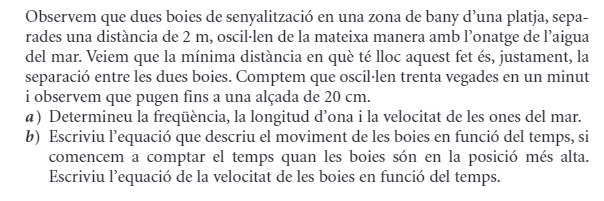 Observem que dues boies de senyalització en una zona de bany d'una platja, sepa-
rades una distància de 2 m, oscil·len de la mateixa manera amb l'onatge de l'aigua
del mar. Veiem que la mínima distància en què té lloc aquest fet és, justament, la
separació entre les dues boies. Comptem que oscil·len trenta vegades en un minut
i observem que pugen fins a una alçada de 20 cm.
a) Determineu la freqüència, la longitud d'ona i la velocitat de les ones del mar.
b) Escriviu l'equació que descriu el moviment de les boies en funció del temps, si
comencem a comptar el temps quan les boies són en la posició més alta.
Escriviu l'equació de la velocitat de les boies en funció del temps.